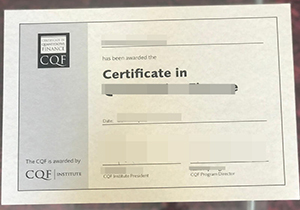 CERTIFICATE IN
QUANTITATIVE
FINANCE
CQF
has been awarded the
Certificate in
Date:
The CQF is awarded by
CQF INSTITUTE
CQF Institute President
CQF Program Director